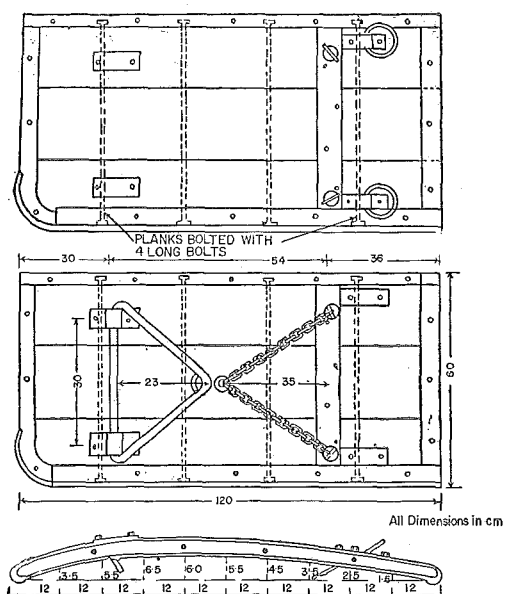 PLANKS BOLTED WITH
4 LONG BOLTS
30 54 36
30
23
35
60
120
All Dimensions in cm
3·5 5·5 6·5 6·0 5·5 4·5 3·5 2·5 1·5
12 12 12 12 12 12 12 12 12 12